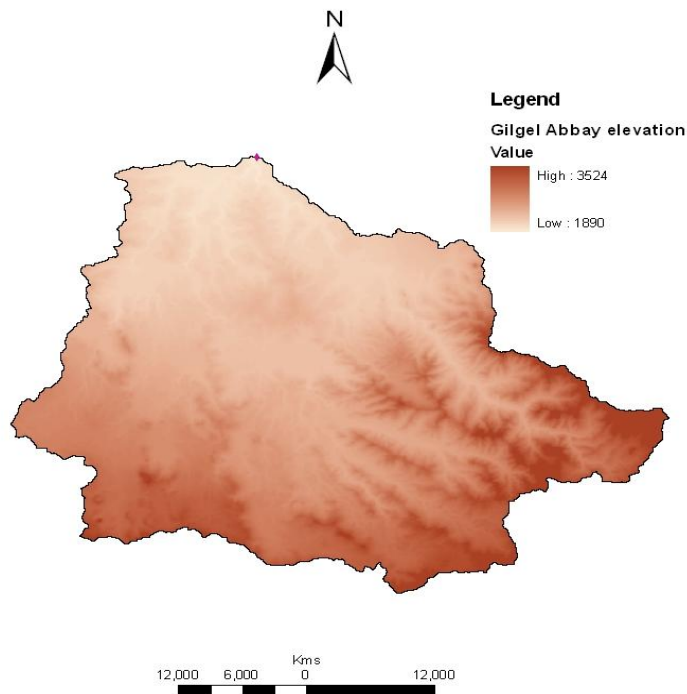 N
Legend
Gilgel Abbay elevation
Value
High : 3524
Low : 1890
Kms
12,000 6,000 0 12,000